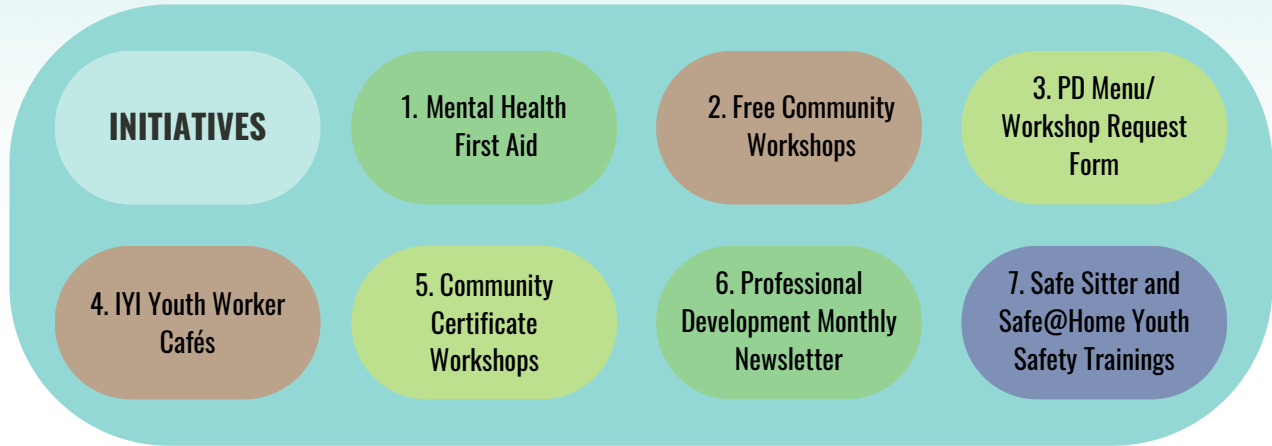 INITIATIVES
1. Mental Health
First Aid
2. Free Community
Workshops
3. PD Menu/
Workshop Request
Form
4. IYI Youth Worker
Cafés
5. Community
Certificate
Workshops
6. Professional
Development Monthly
Newsletter
7. Safe Sitter and
Safe@Home Youth
Safety Trainings